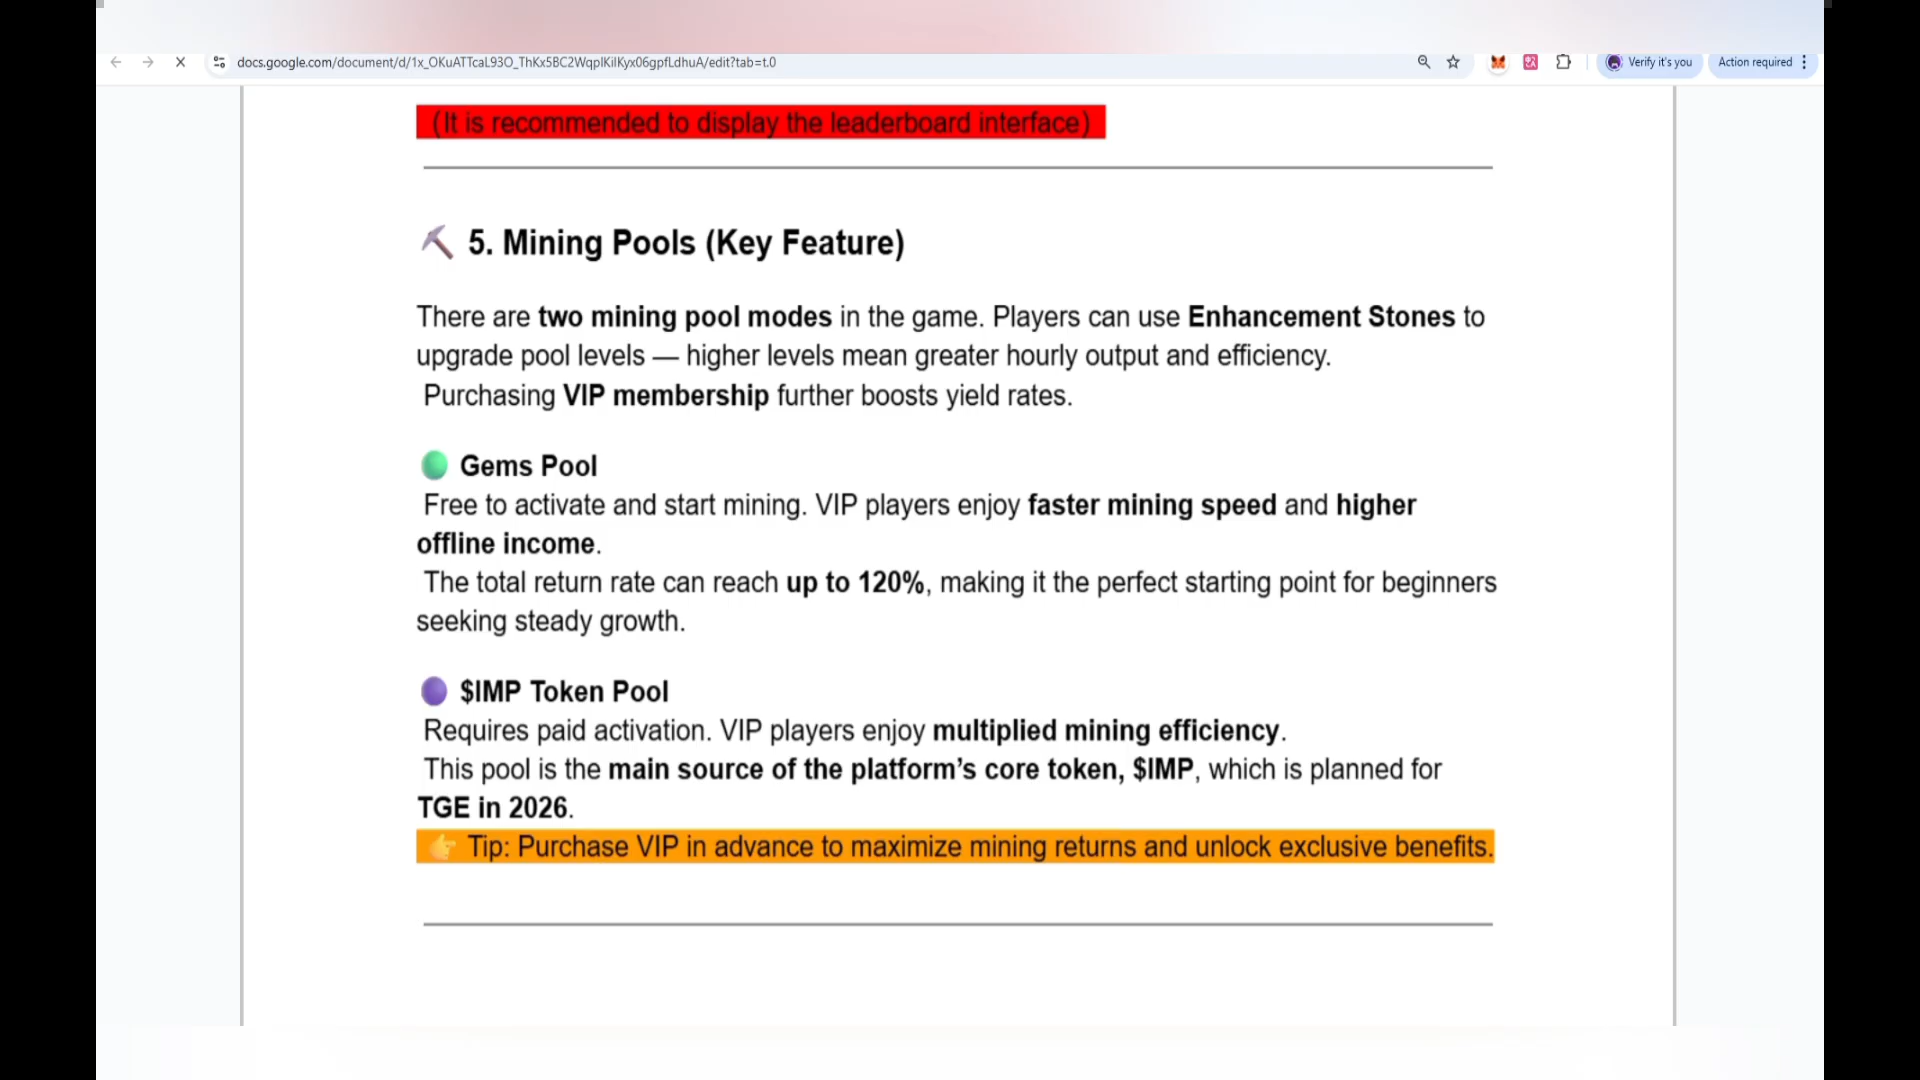 docs.google.com/document/d/1x_OKuATTcaL93O_ThKx5BC2WqplKilKyx06gpfLdhuA/edit?tab=t.0
Verify it's you
Action required
(It is recommended to display the leaderboard interface)
5. Mining Pools (Key Feature)
There are two mining pool modes in the game. Players can use Enhancement Stones to
upgrade pool levels — higher levels mean greater hourly output and efficiency.
Purchasing VIP membership further boosts yield rates.
Gems Pool
Free to activate and start mining. VIP players enjoy faster mining speed and higher
offline income.
The total return rate can reach up to 120%, making it the perfect starting point for beginners
seeking steady growth.
$IMP Token Pool
Requires paid activation. VIP players enjoy multiplied mining efficiency.
This pool is the main source of the platform’s core token, $IMP, which is planned for
TGE in 2026.
👉 Tip: Purchase VIP in advance to maximize mining returns and unlock exclusive benefits.